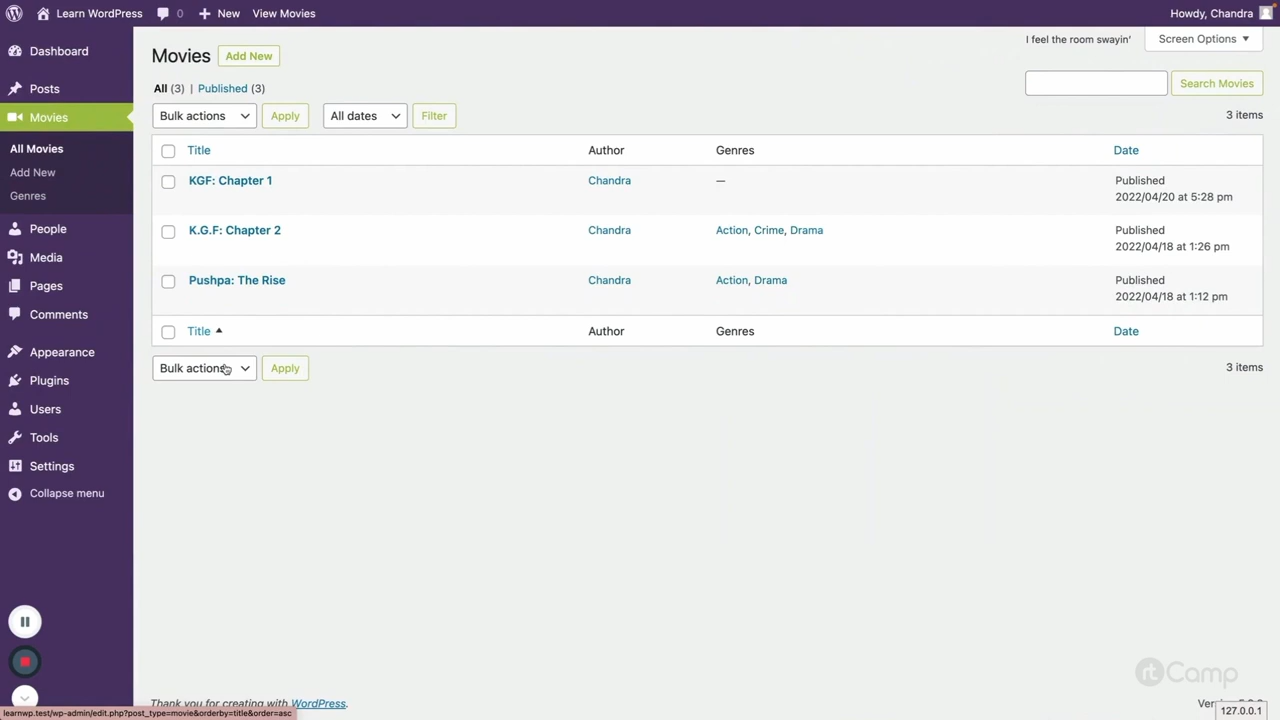 Learn WordPress 0 New View Movies Howdy, Chandra
I feel the room swayin' Screen Options
Dashboard
Posts
Movies
All Movies
Add New
Genres
People
Media
Pages
Comments
Appearance
Plugins
Users
Tools
Settings
Collapse menu
Movies Add New
All (3) | Published (3)
Search Movies
Bulk actions Apply All dates Filter 3 items
Title Author Genres Date
KGF: Chapter 1 Chandra — Published
2022/04/20 at 5:28 pm
K.G.F: Chapter 2 Chandra Action, Crime, Drama Published
2022/04/18 at 1:26 pm
Pushpa: The Rise Chandra Action, Drama Published
2022/04/18 at 1:12 pm
Title Author Genres Date
Bulk actions Apply 3 items
rtCamp
Thank you for creating with WordPress.
learnwp.test/wp-admin/edit.php?post_type=movie&orderby=title&order=asc
127.0.0.1